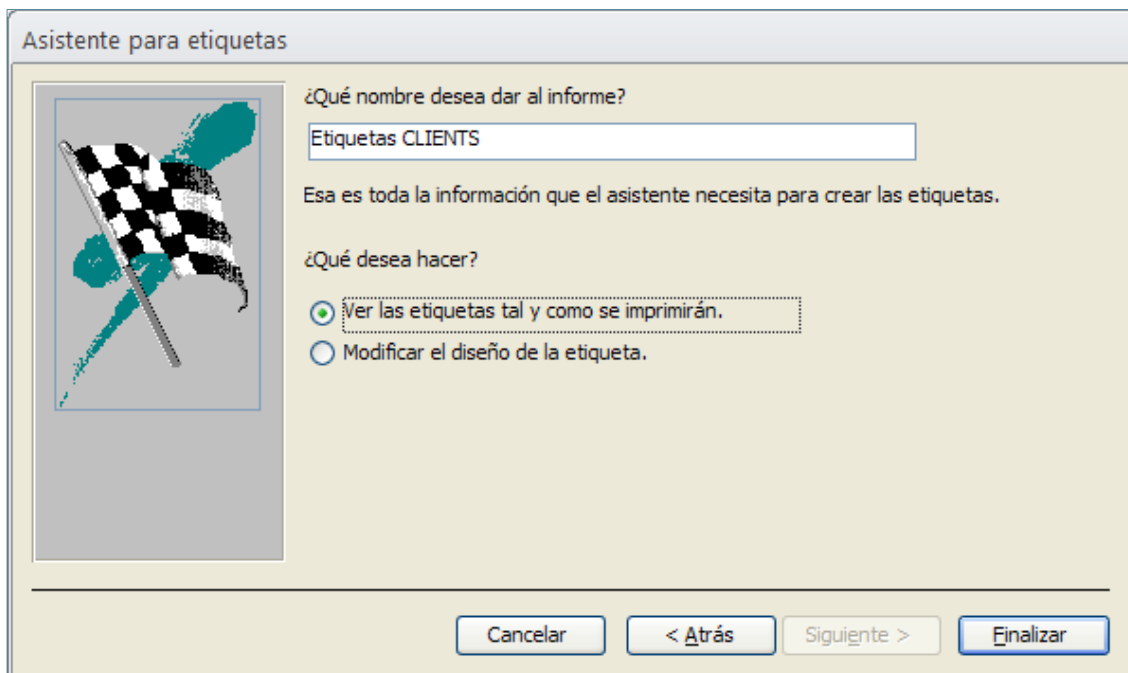 Asistente para etiquetas
¿Qué nombre desea dar al informe?
Etiquetas CLIENTS
Esa es toda la información que el asistente necesita para crear las etiquetas.
¿Qué desea hacer?
Ver las etiquetas tal y como se imprimirán.
Modificar el diseño de la etiqueta.
Cancelar < Atrás Siguiente > Finalizar